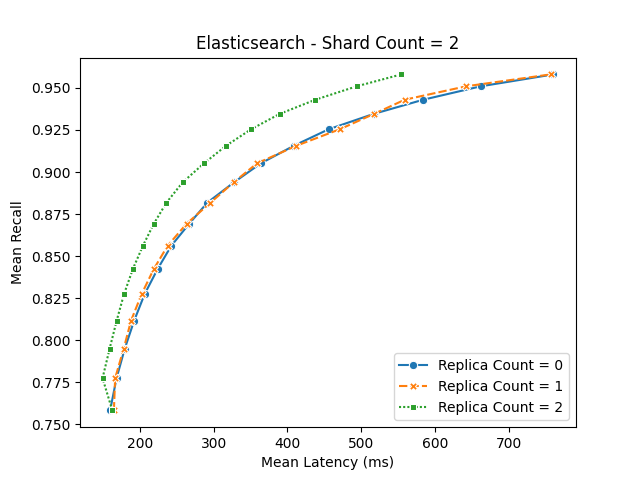 Elasticsearch - Shard Count = 2
Mean Recall
0.950
0.925
0.900
0.875
0.850
0.825
0.800
0.775
0.750
Replica Count = 0
Replica Count = 1
Replica Count = 2
200 300 400 500 600 700
Mean Latency (ms)